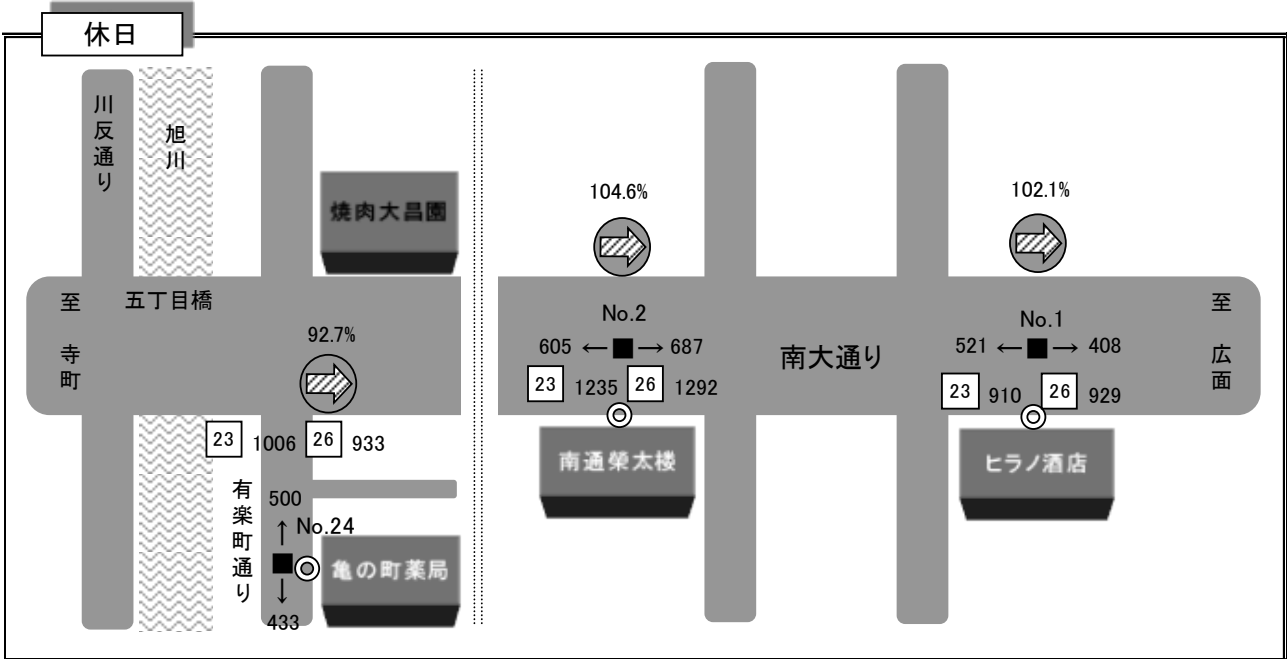 休日
川反通り
旭川
焼肉大昌園
104.6%
102.1%
至 寺町
五丁目橋
92.7%
No.2
605 ← ■ → 687
23 1235 26 1292
南大通り
No.1
521 ← ■ → 408
23 910 26 929
至 広面
23 1006 26 933
南通榮太楼
ヒラノ酒店
有楽町通り
500
↑ No.24
■ ◎
↓
433
亀の町薬局